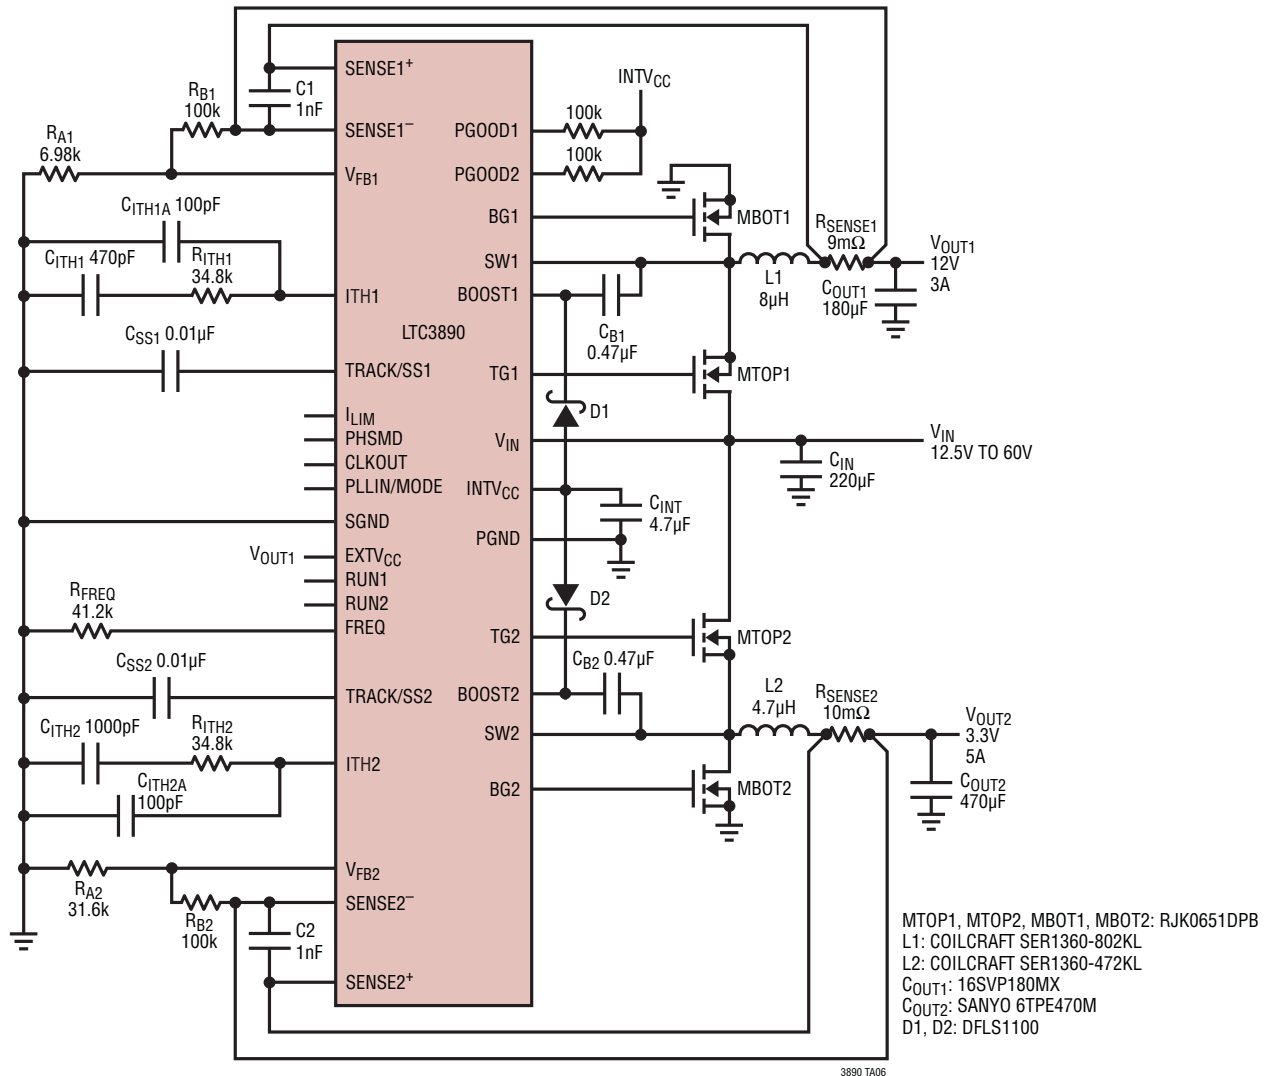 SENSE1+
RB1
100k
C1
1nF
SENSE1–
RA1
6.98k
VFB1
CITH1A 100pF
CITH1 470pF
RITH1
34.8k
ITH1
CSS1 0.01µF
TRACK/SS1
LTC3890
ILIM
PHSMD
CLKOUT
PLLIN/MODE
SGND
VOUT1
EXTVCC
RUN1
RUN2
RFREQ
41.2k
FREQ
CSS2 0.01µF
TRACK/SS2
CITH2 1000pF
RITH2
34.8k
ITH2
CITH2A
100pF
VFB2
RA2
31.6k
RB2
100k
SENSE2–
C2
1nF
SENSE2+
INTVCC
PGOOD1
100k
PGOOD2
100k
BG1
MBOT1
SW1
L1
8µH
RSENSE1
9mΩ
VOUT1
12V
3A
COUT1
180µF
BOOST1
CB1
0.47µF
TG1
MTOP1
D1
VIN
VIN
12.5V TO 60V
CIN
220µF
INTVCC
CINT
4.7µF
PGND
D2
TG2
MTOP2
CB2 0.47µF
BOOST2
SW2
L2
4.7µH
RSENSE2
10mΩ
VOUT2
3.3V
5A
COUT2
470µF
BG2
MBOT2
MTOP1, MTOP2, MBOT1, MBOT2: RJK0651DPB
L1: COILCRAFT SER1360-802KL
L2: COILCRAFT SER1360-472KL
COUT1: 16SVP180MX
COUT2: SANYO 6TPE470M
D1, D2: DFLS1100
3890 TA06